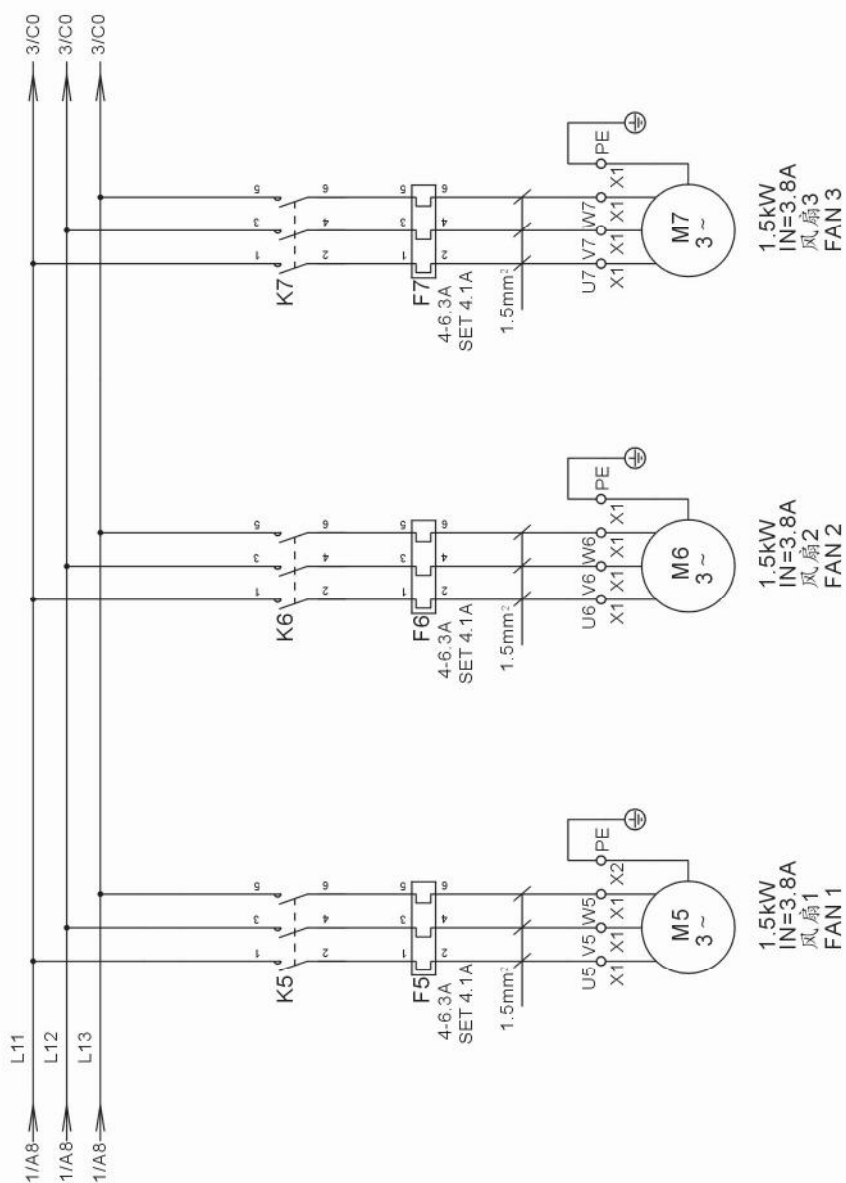 1/A8
L11
3/C0
1/A8
L12
3/C0
1/A8
L13
3/C0
1 3 5
K5
2 4 6
1 3 5
F5
2 4 6
4-6.3A
SET 4.1A
1.5mm²
U5 V5 W5 PE
X1 X1 X1 X2
M5
3 ~
1.5kW
IN=3.8A
风扇1
FAN 1
1 3 5
K6
2 4 6
1 3 5
F6
2 4 6
4-6.3A
SET 4.1A
1.5mm²
U6 V6 W6 PE
X1 X1 X1 X1
M6
3 ~
1.5kW
IN=3.8A
风扇2
FAN 2
1 3 5
K7
2 4 6
1 3 5
F7
2 4 6
4-6.3A
SET 4.1A
1.5mm²
U7 V7 W7 PE
X1 X1 X1 X1
M7
3 ~
1.5kW
IN=3.8A
风扇3
FAN 3